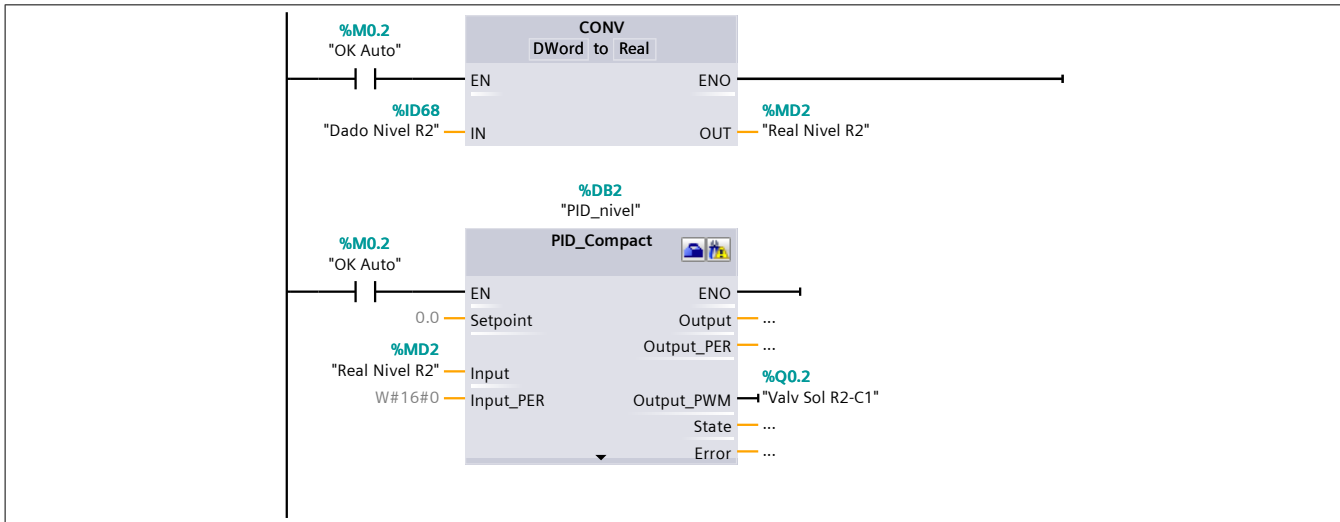 %M0.2
"OK Auto"
CONV
DWord to Real
EN
ENO
%ID68
"Dado Nivel R2"
IN
OUT
%MD2
"Real Nivel R2"
%DB2
"PID_nivel"
%M0.2
"OK Auto"
PID_Compact
EN
ENO
0.0
Setpoint
Output
...
Output_PER
...
%MD2
"Real Nivel R2"
Input
W#16#0
Input_PER
Output_PWM
%Q0.2
"Valv Sol R2-C1"
State
...
Error
...